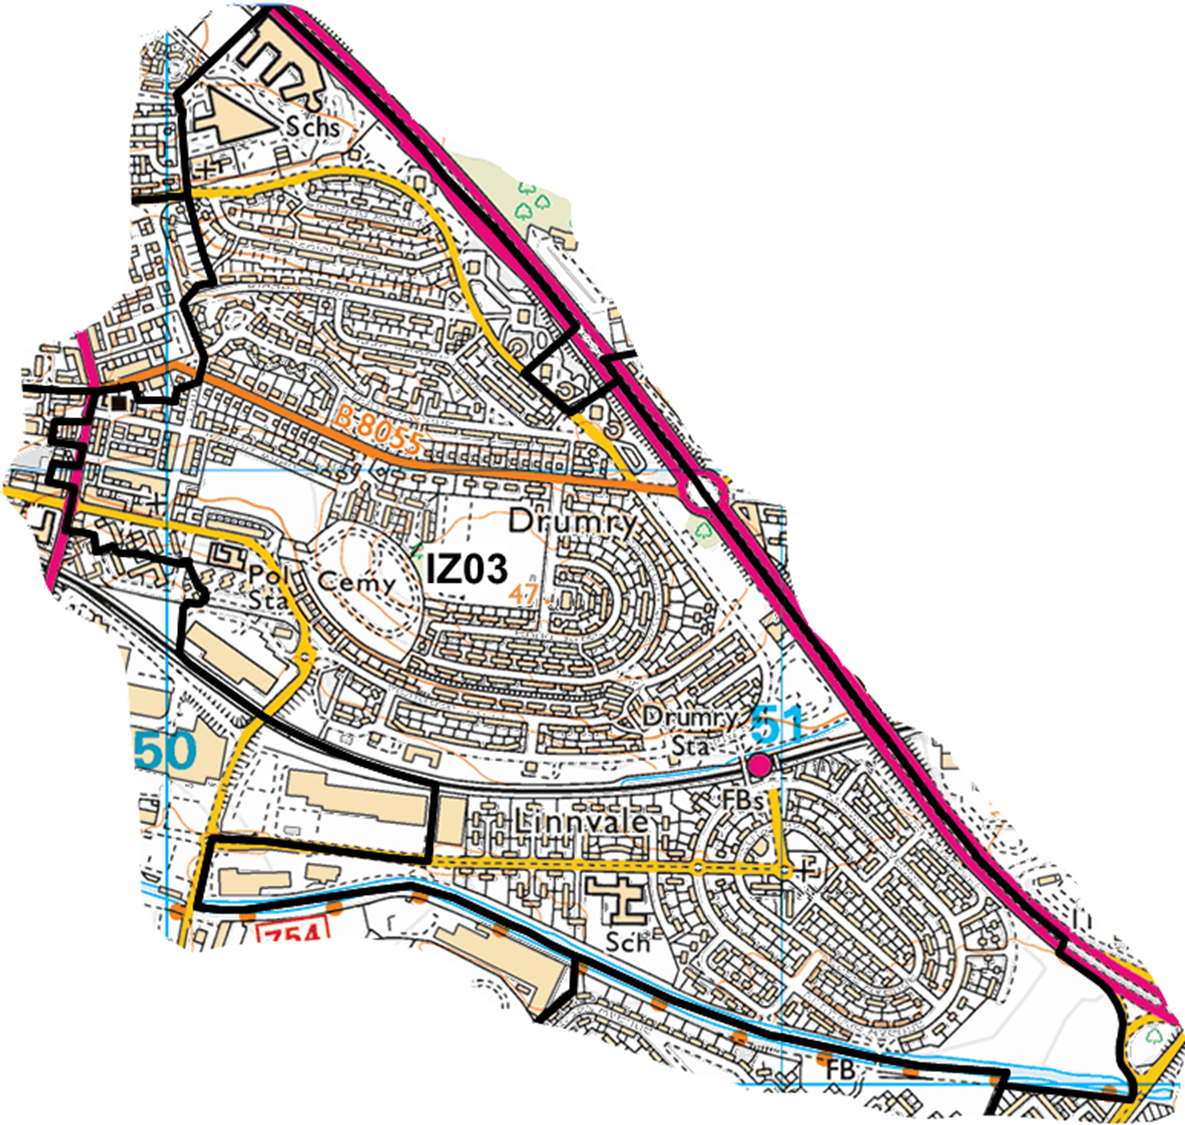 Schs
B 8055
Drumry
IZ03
Pol
Sta
Cemy
47
Drumry
Sta
51
50
FBs
Linnvale
Sch
754
FB